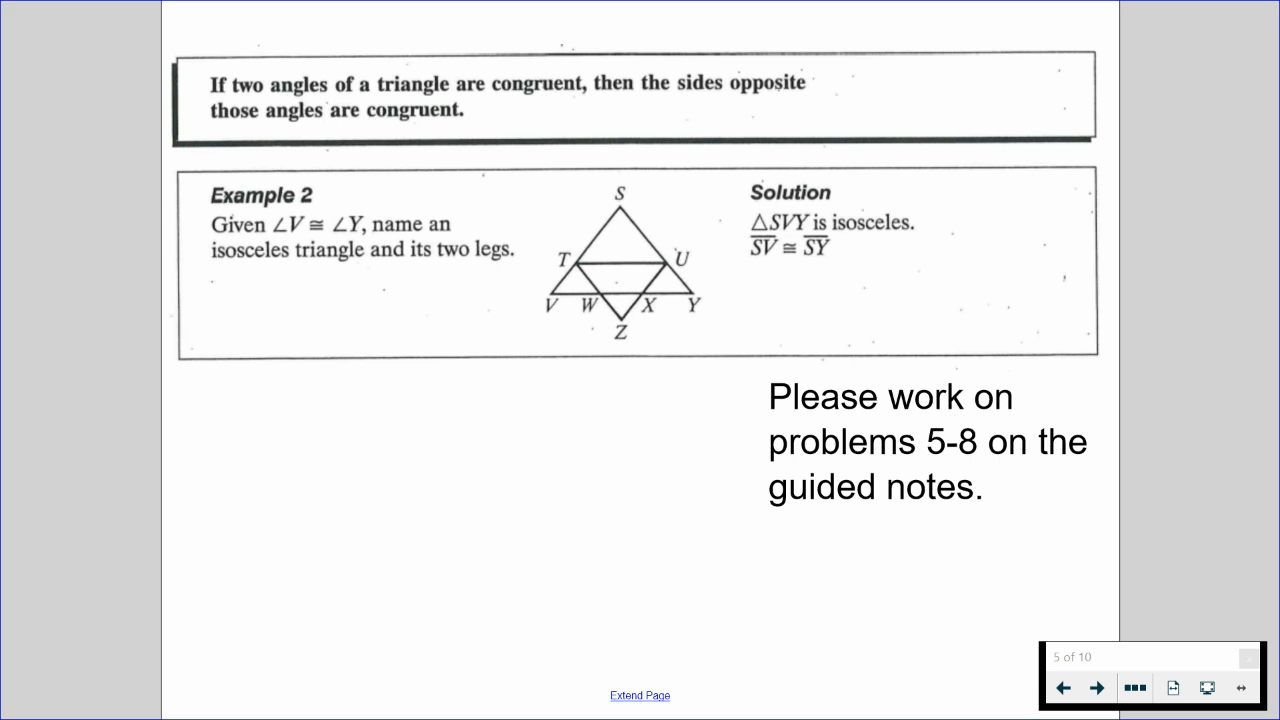 If two angles of a triangle are congruent, then the sides opposite
those angles are congruent.
Example 2
Given ∠V ≅ ∠Y, name an
isosceles triangle and its two legs.
S
T
U
V
W
X
Y
Z
Solution
△SVY is isosceles.
S̅V̅ ≅ S̅Y̅
Please work on
problems 5-8 on the
guided notes.
Extend Page
5 of 10